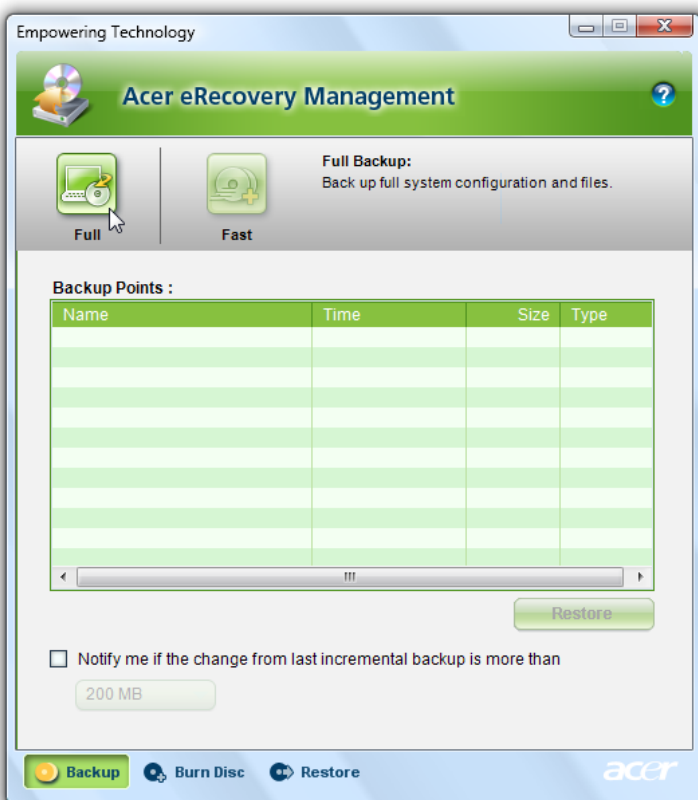 Empowering Technology
Acer eRecovery Management
Full Backup:
Back up full system configuration and files.
Full
Fast
Backup Points :
Name Time Size Type
Restore
Notify me if the change from last incremental backup is more than
200 MB
Backup Burn Disc Restore
acer